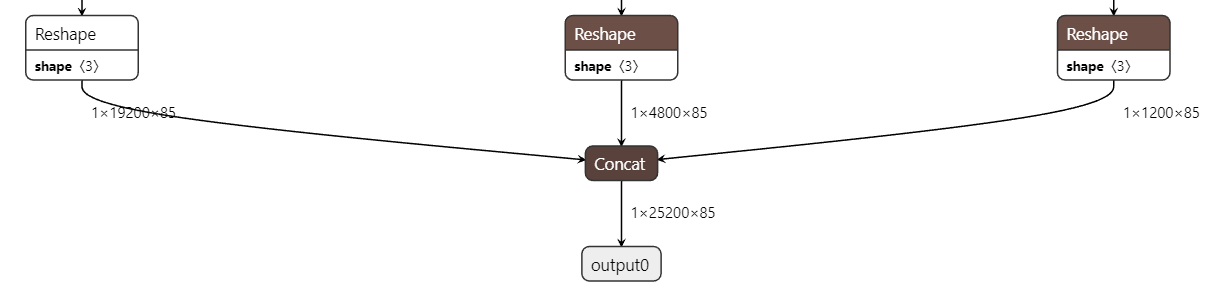 Reshape
shape 〈3〉
Reshape
shape 〈3〉
Reshape
shape 〈3〉
1×19200×85
1×4800×85
1×1200×85
Concat
1×25200×85
output0